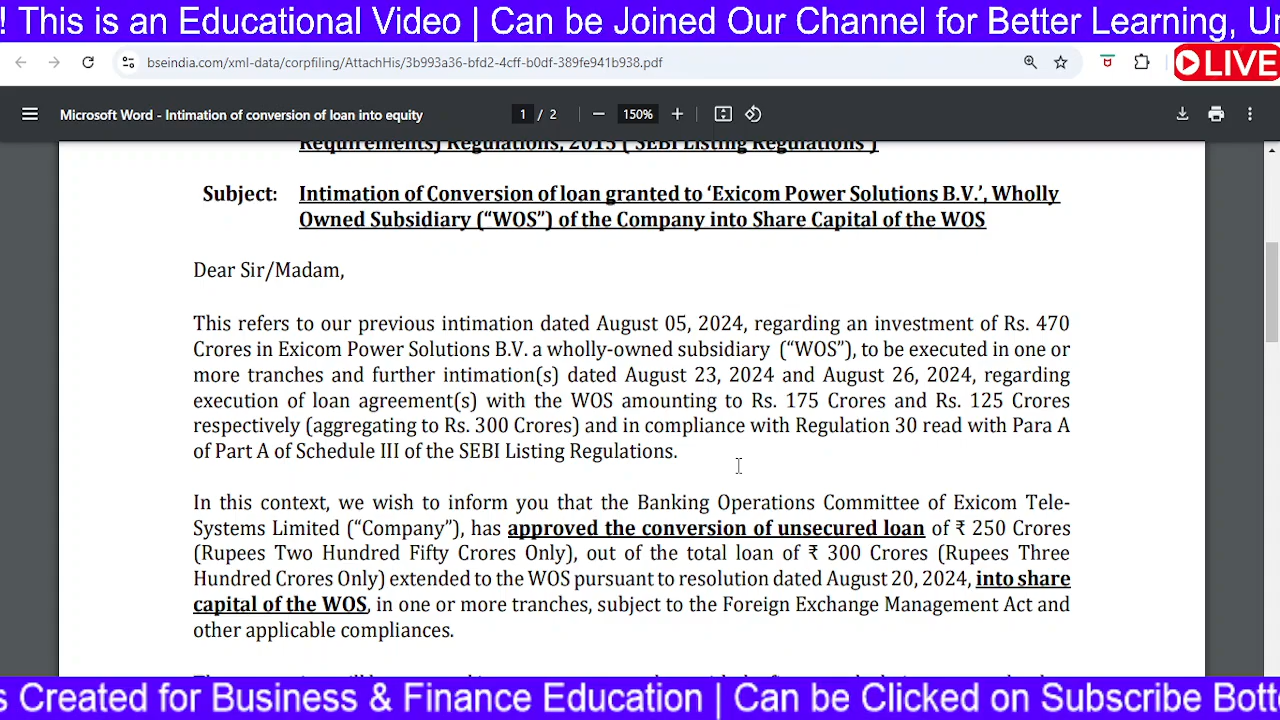 ! This is an Educational Video | Can be Joined Our Channel for Better Learning, Un
bseindia.com/xml-data/corpfiling/AttachHis/3b993a36-bfd2-4cff-b0df-389fe941b938.pdf
LIVE
Microsoft Word - Intimation of conversion of loan into equity
1 / 2
150%
Requirements) Regulations, 2015 ("SEBI Listing Regulations")
Subject: Intimation of Conversion of loan granted to ‘Exicom Power Solutions B.V.’, Wholly
Owned Subsidiary (“WOS”) of the Company into Share Capital of the WOS
Dear Sir/Madam,
This refers to our previous intimation dated August 05, 2024, regarding an investment of Rs. 470
Crores in Exicom Power Solutions B.V. a wholly-owned subsidiary (“WOS”), to be executed in one or
more tranches and further intimation(s) dated August 23, 2024 and August 26, 2024, regarding
execution of loan agreement(s) with the WOS amounting to Rs. 175 Crores and Rs. 125 Crores
respectively (aggregating to Rs. 300 Crores) and in compliance with Regulation 30 read with Para A
of Part A of Schedule III of the SEBI Listing Regulations.
In this context, we wish to inform you that the Banking Operations Committee of Exicom Tele-
Systems Limited (“Company”), has approved the conversion of unsecured loan of ₹ 250 Crores
(Rupees Two Hundred Fifty Crores Only), out of the total loan of ₹ 300 Crores (Rupees Three
Hundred Crores Only) extended to the WOS pursuant to resolution dated August 20, 2024, into share
capital of the WOS, in one or more tranches, subject to the Foreign Exchange Management Act and
other applicable compliances.
s Created for Business & Finance Education | Can be Clicked on Subscribe Botto